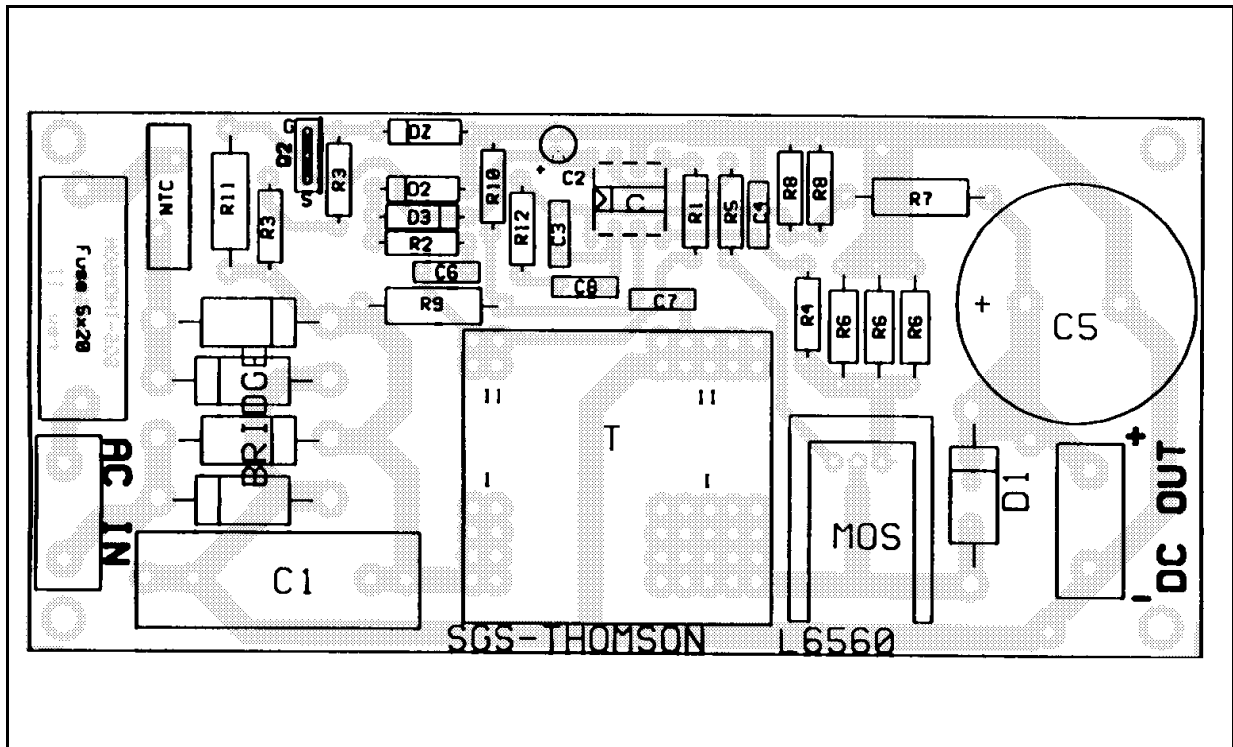 G
Q2
S
DZ
NTC
R11
R3
R3
D2
D3
R2
R10
R12
C2
C3
C
R1
R5
C4
R8
R8
R7
Fuse 5x20
C6
C8
C7
R9
R4
R6
R6
R6
+
C5
BRIDGE
II
II
T
I
I
AC IN
MOS
D1
+
DC OUT
-
C1
SGS-THOMSON
L6560